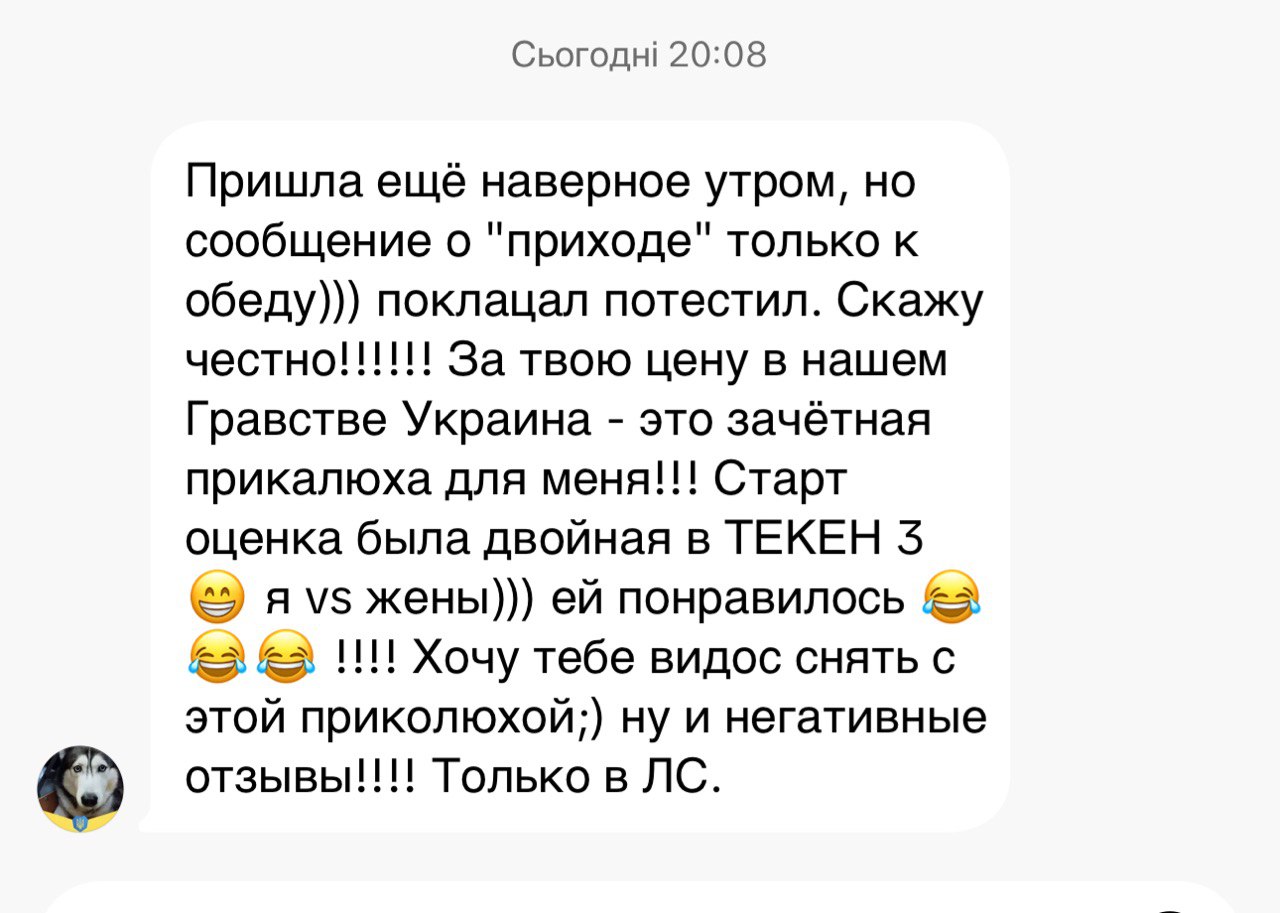 Сьогодні 20:08
Пришла ещё наверное утром, но
сообщение о "приходе" только к
обеду))) поклацал потестил. Скажу
честно!!!!!! За твою цену в нашем
Гравстве Украина - это зачётная
прикалюха для меня!!! Старт
оценка была двойная в ТЕКЕН 3
😁 я vs жены))) ей понравилось 😂
😂😂 !!!! Хочу тебе видос снять с
этой приколюхой;) ну и негативные
отзывы!!!! Только в ЛС.